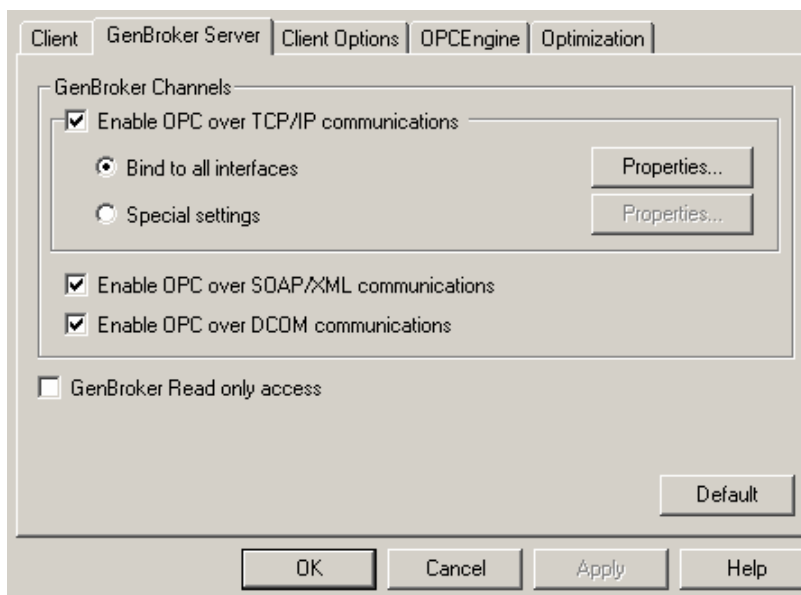 Client GenBroker Server Client Options OPCEngine Optimization
GenBroker Channels
Enable OPC over TCP/IP communications
Bind to all interfaces Properties...
Special settings Properties...
Enable OPC over SOAP/XML communications
Enable OPC over DCOM communications
GenBroker Read only access
Default
OK Cancel Apply Help